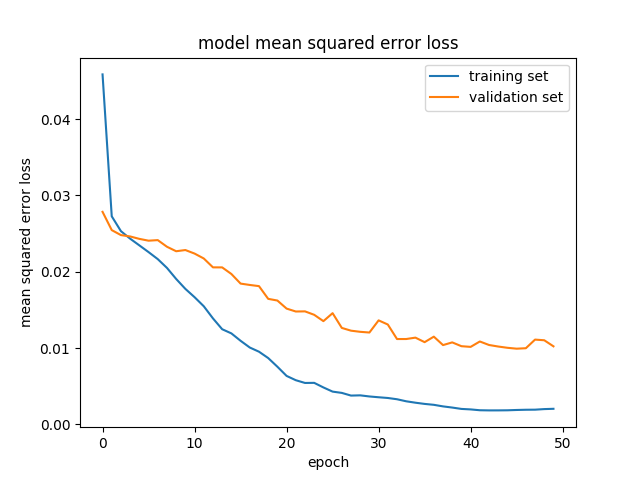 model mean squared error loss
training set
validation set
mean squared error loss
0.04
0.03
0.02
0.01
0.00
0 10 20 30 40 50
epoch